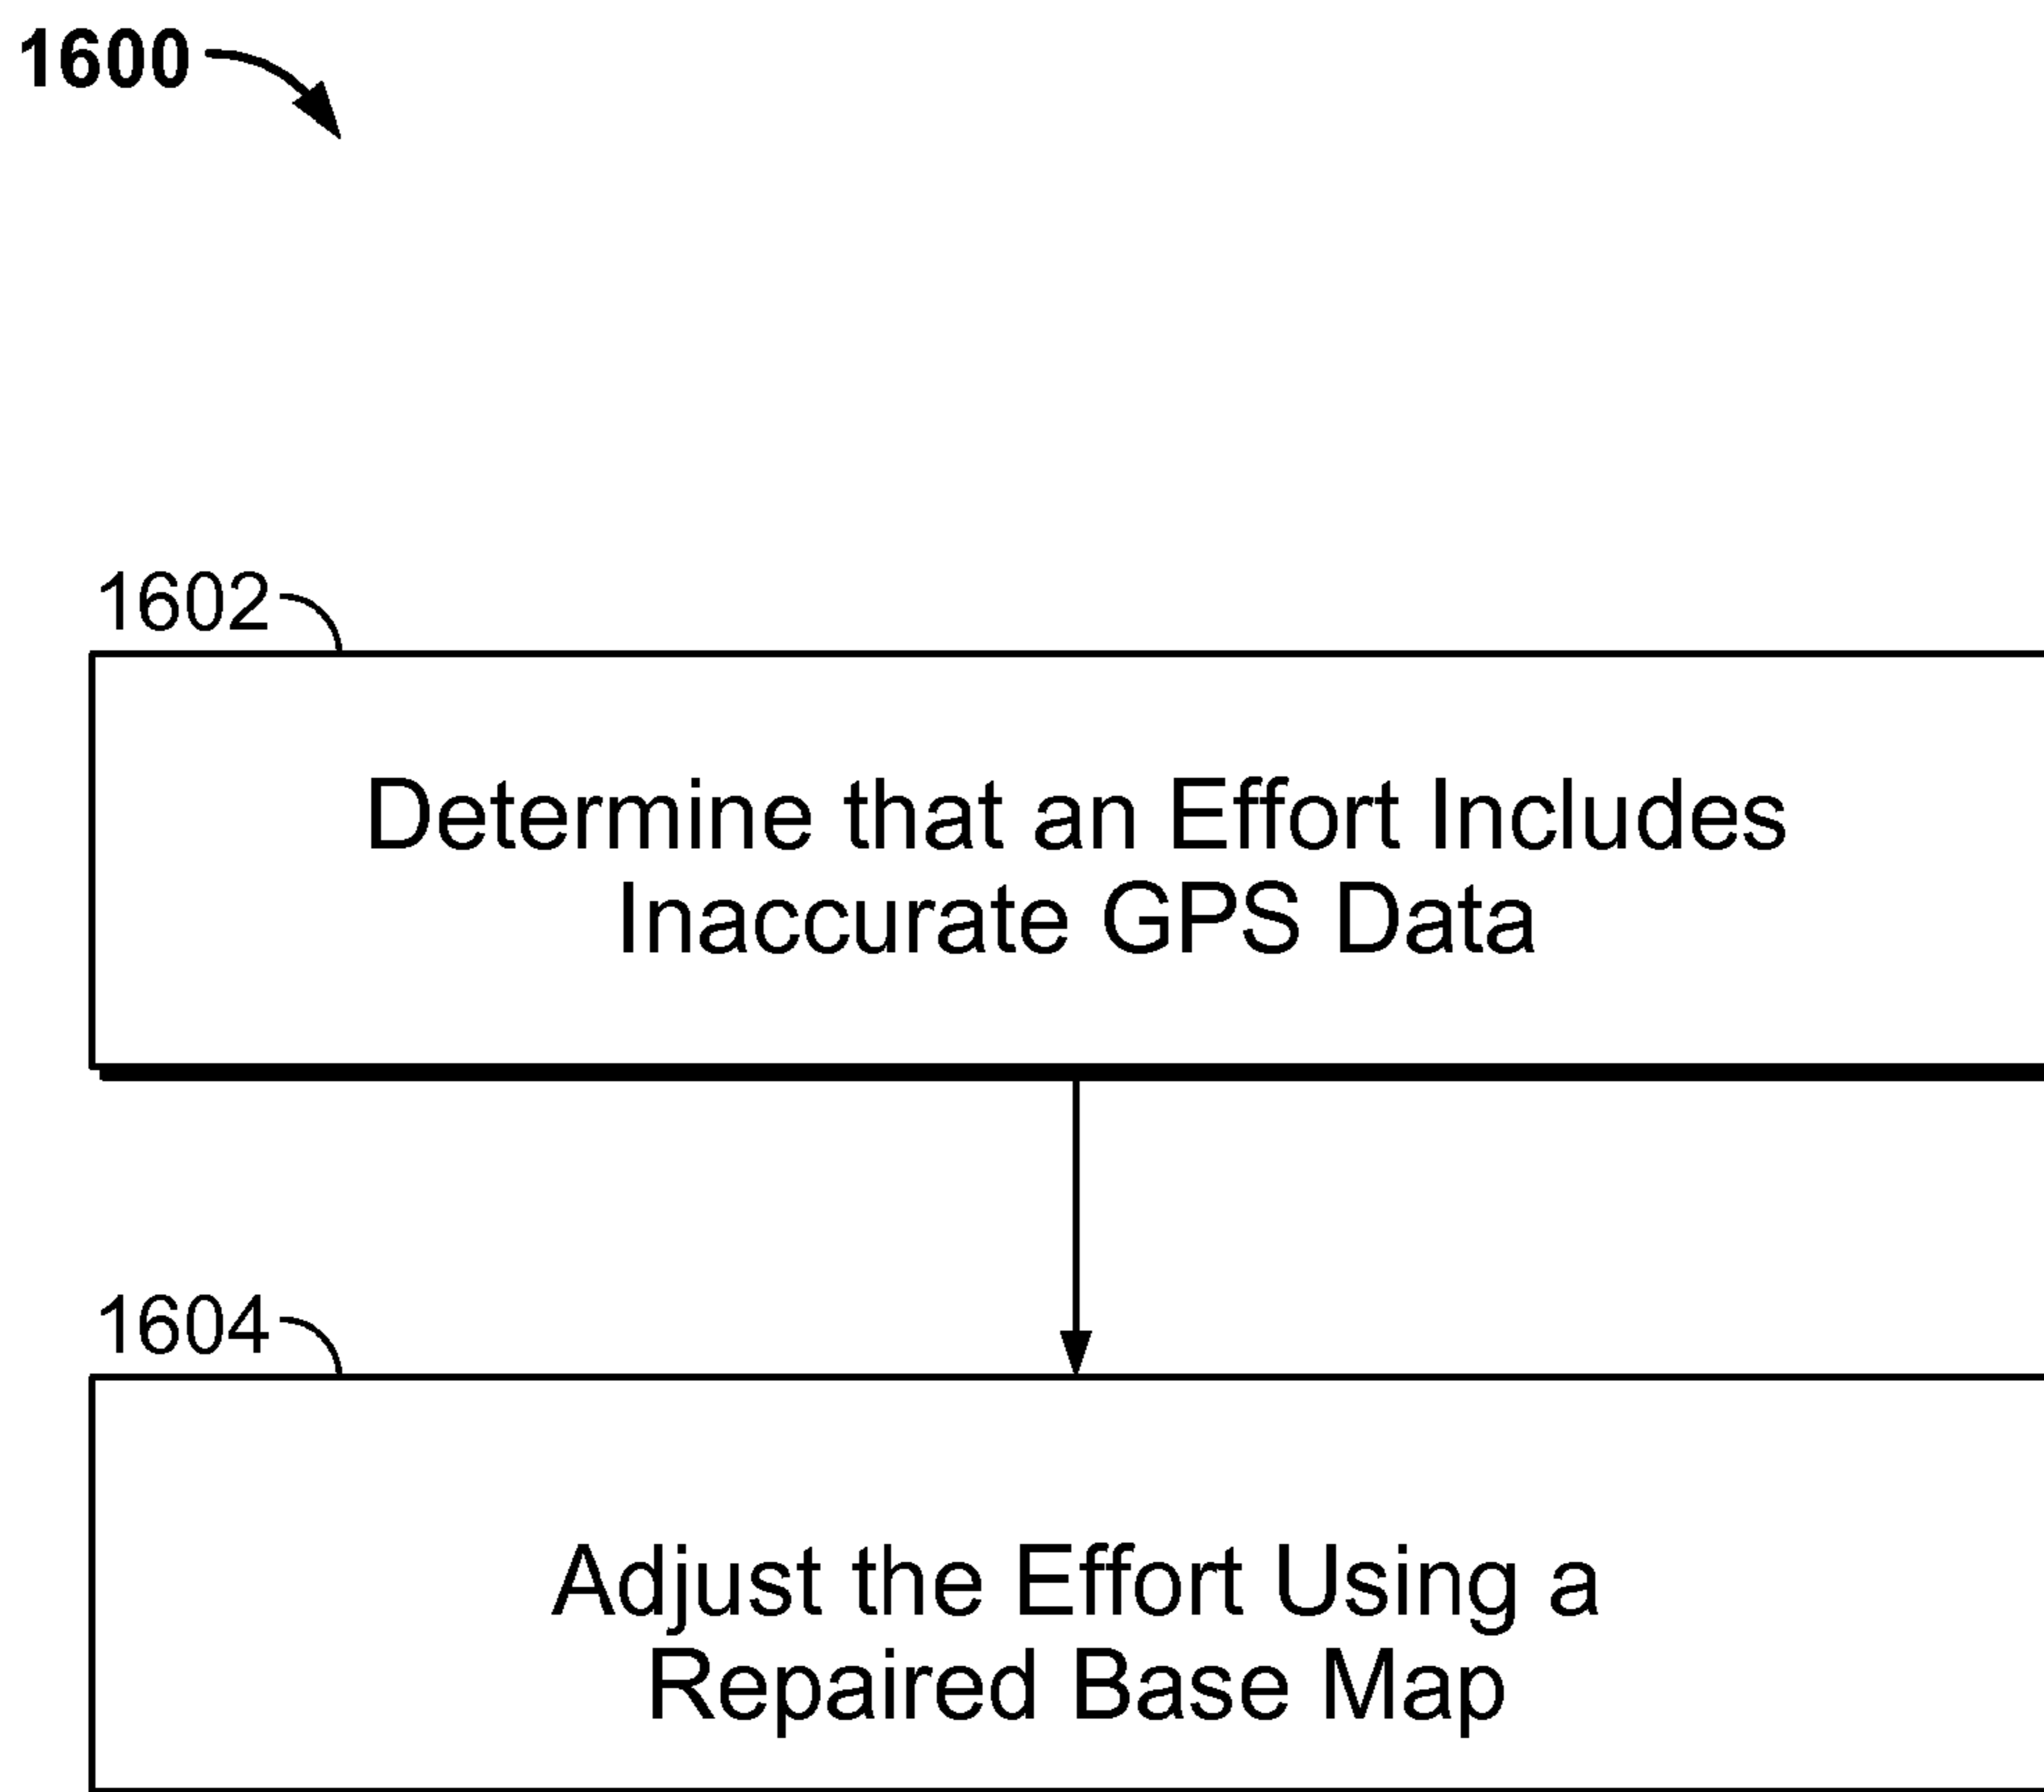 1600
1602
Determine that an Effort Includes
Inaccurate GPS Data
1604
Adjust the Effort Using a
Repaired Base Map